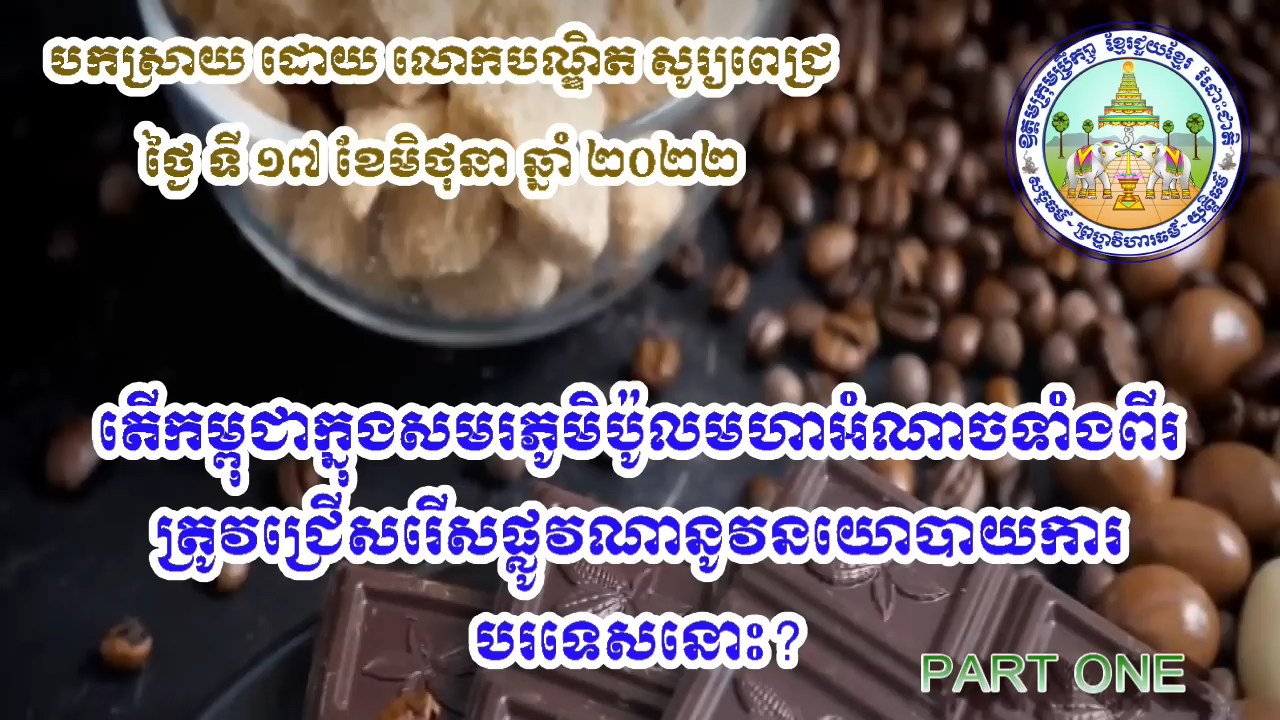 បកស្រាយ ដោយ លោកបណ្ឌិត សូរ្យពេជ្រ
ថ្ងៃ ទី ១៧ ខែមិថុនា ឆ្នាំ ២០២២
តើកម្ពុជាក្នុងសមរភូមិប៉ូលមហាអំណាចទាំងពីរ
ត្រូវជ្រើសរើសផ្លូវណានូវនយោបាយការ
បរទេសនោះ?
PART ONE